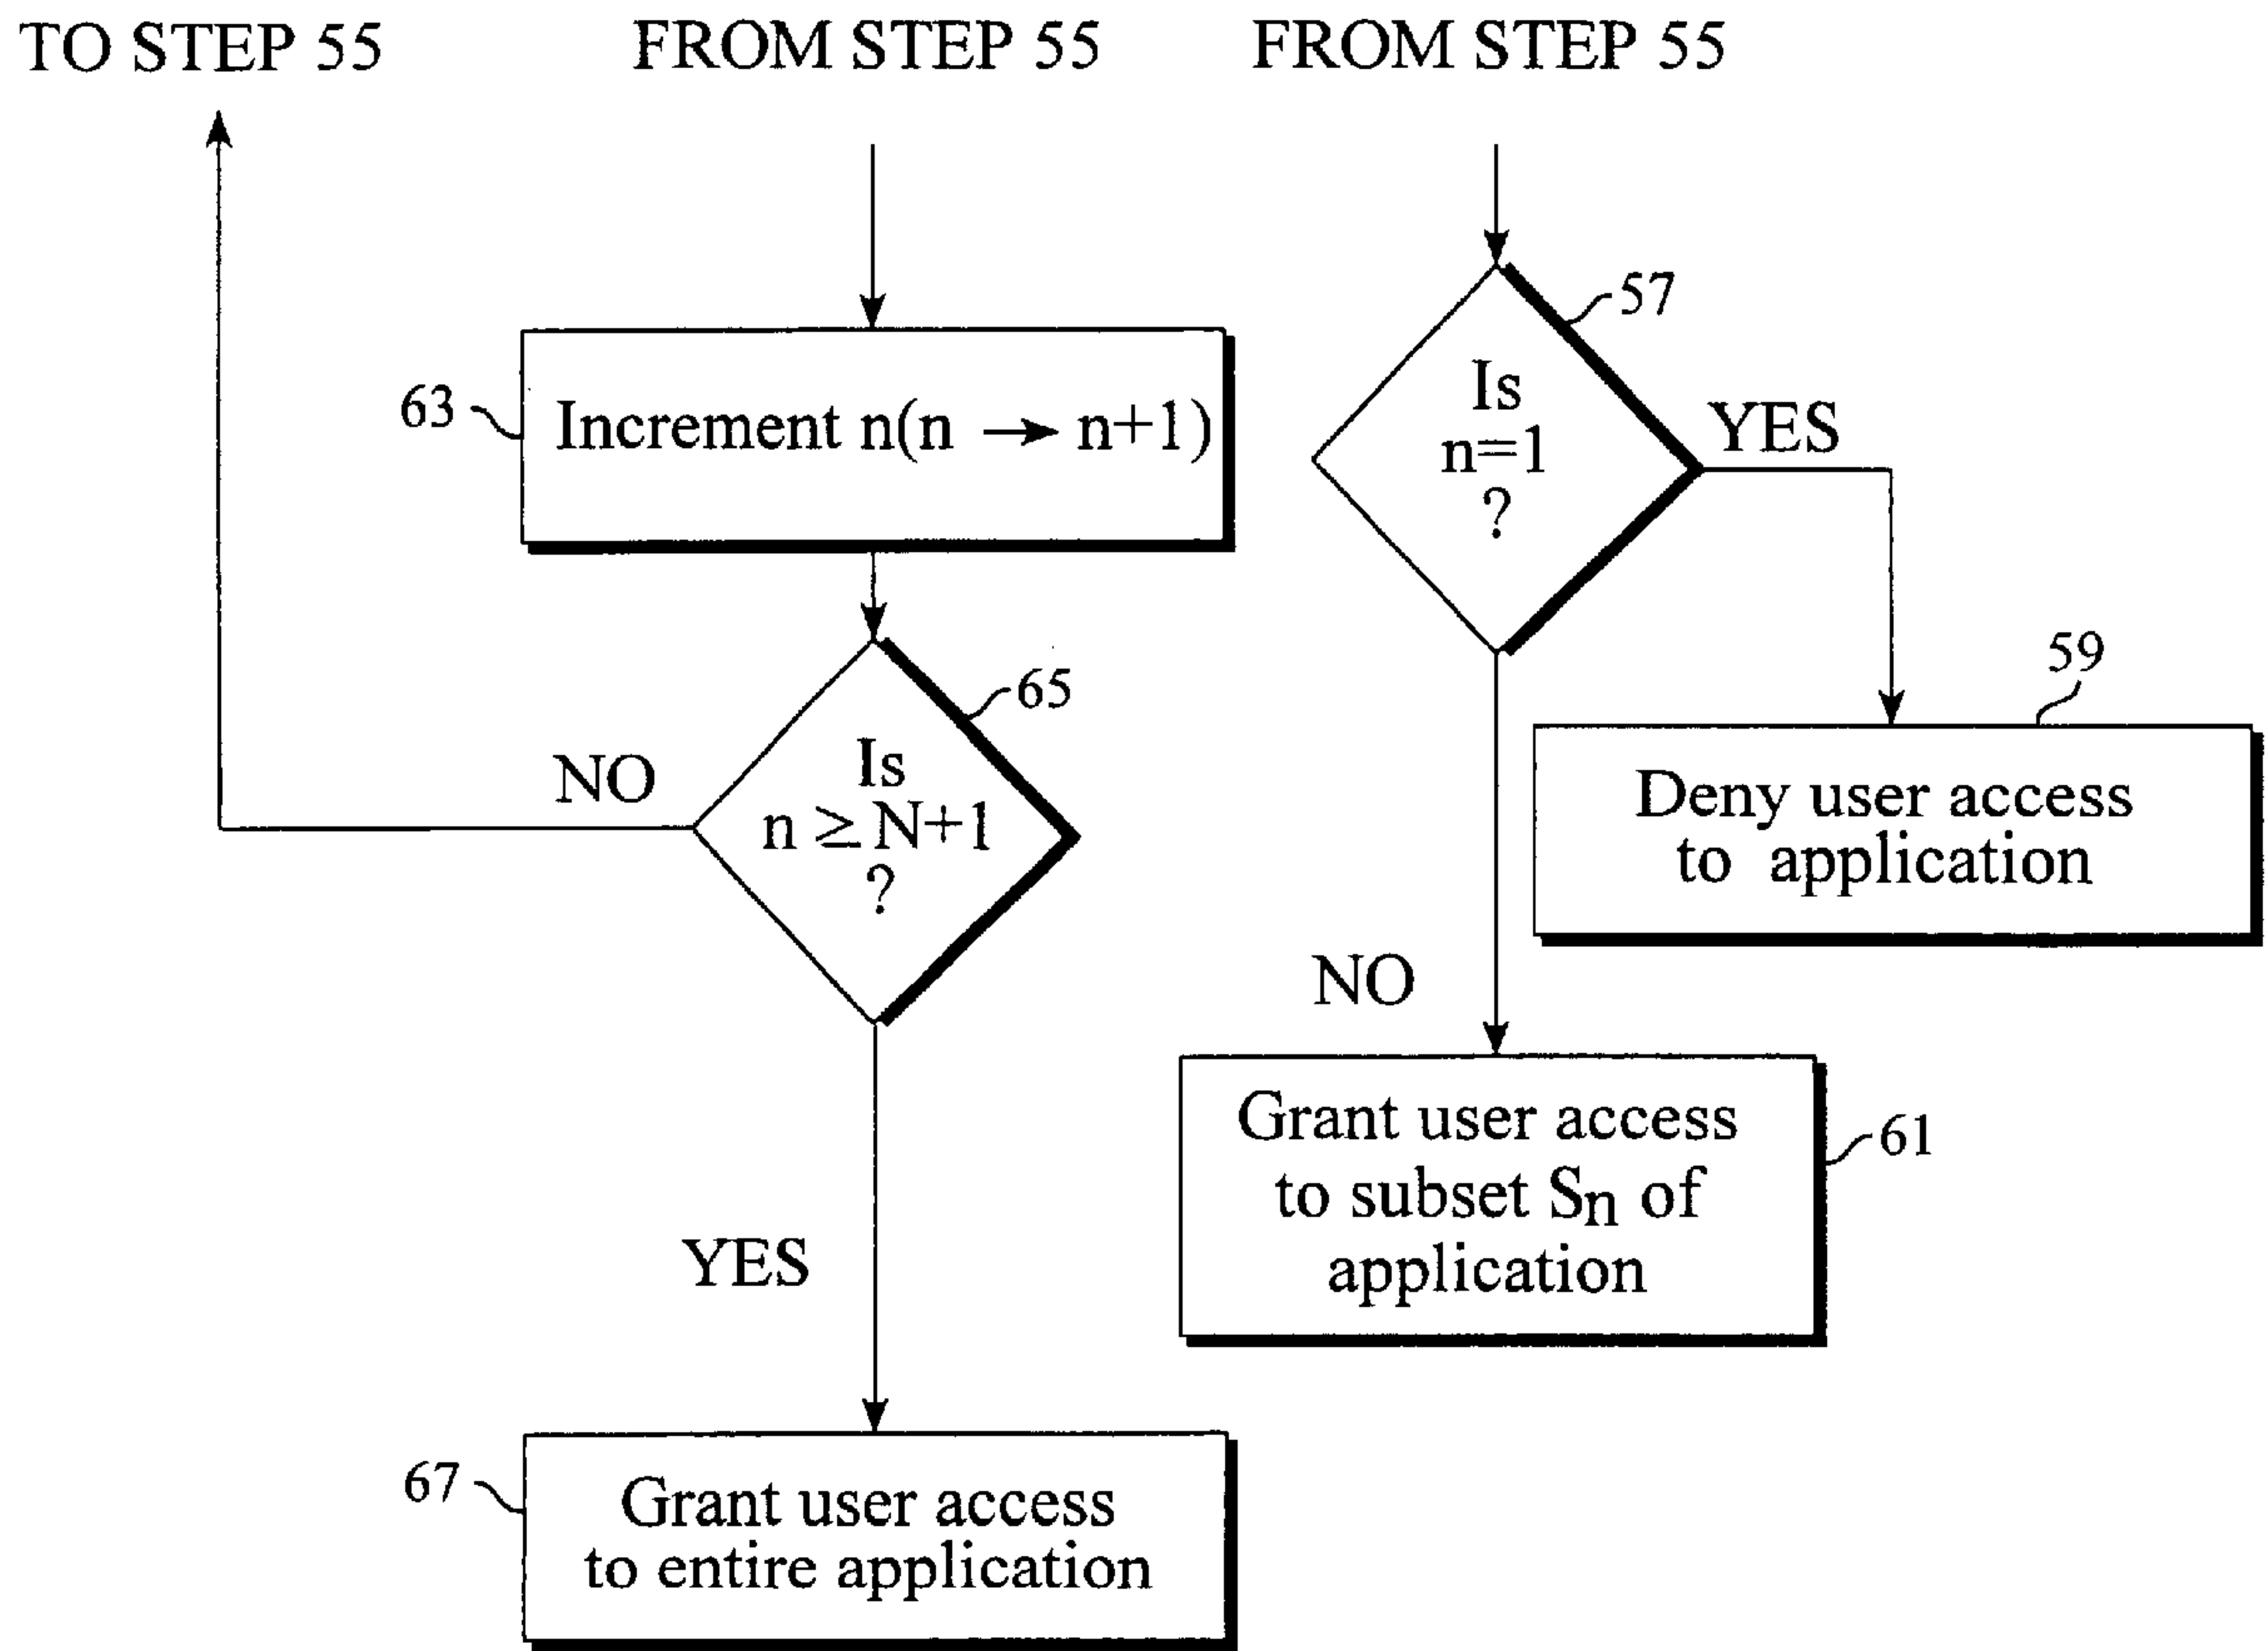 TO STEP 55
FROM STEP 55
FROM STEP 55
63
Increment n(n → n+1)
57
Is
n=1
?
YES
65
Is
n ≥ N+1
?
NO
59
Deny user access
to application
NO
Grant user access
to subset Sn of
application
61
YES
67
Grant user access
to entire application